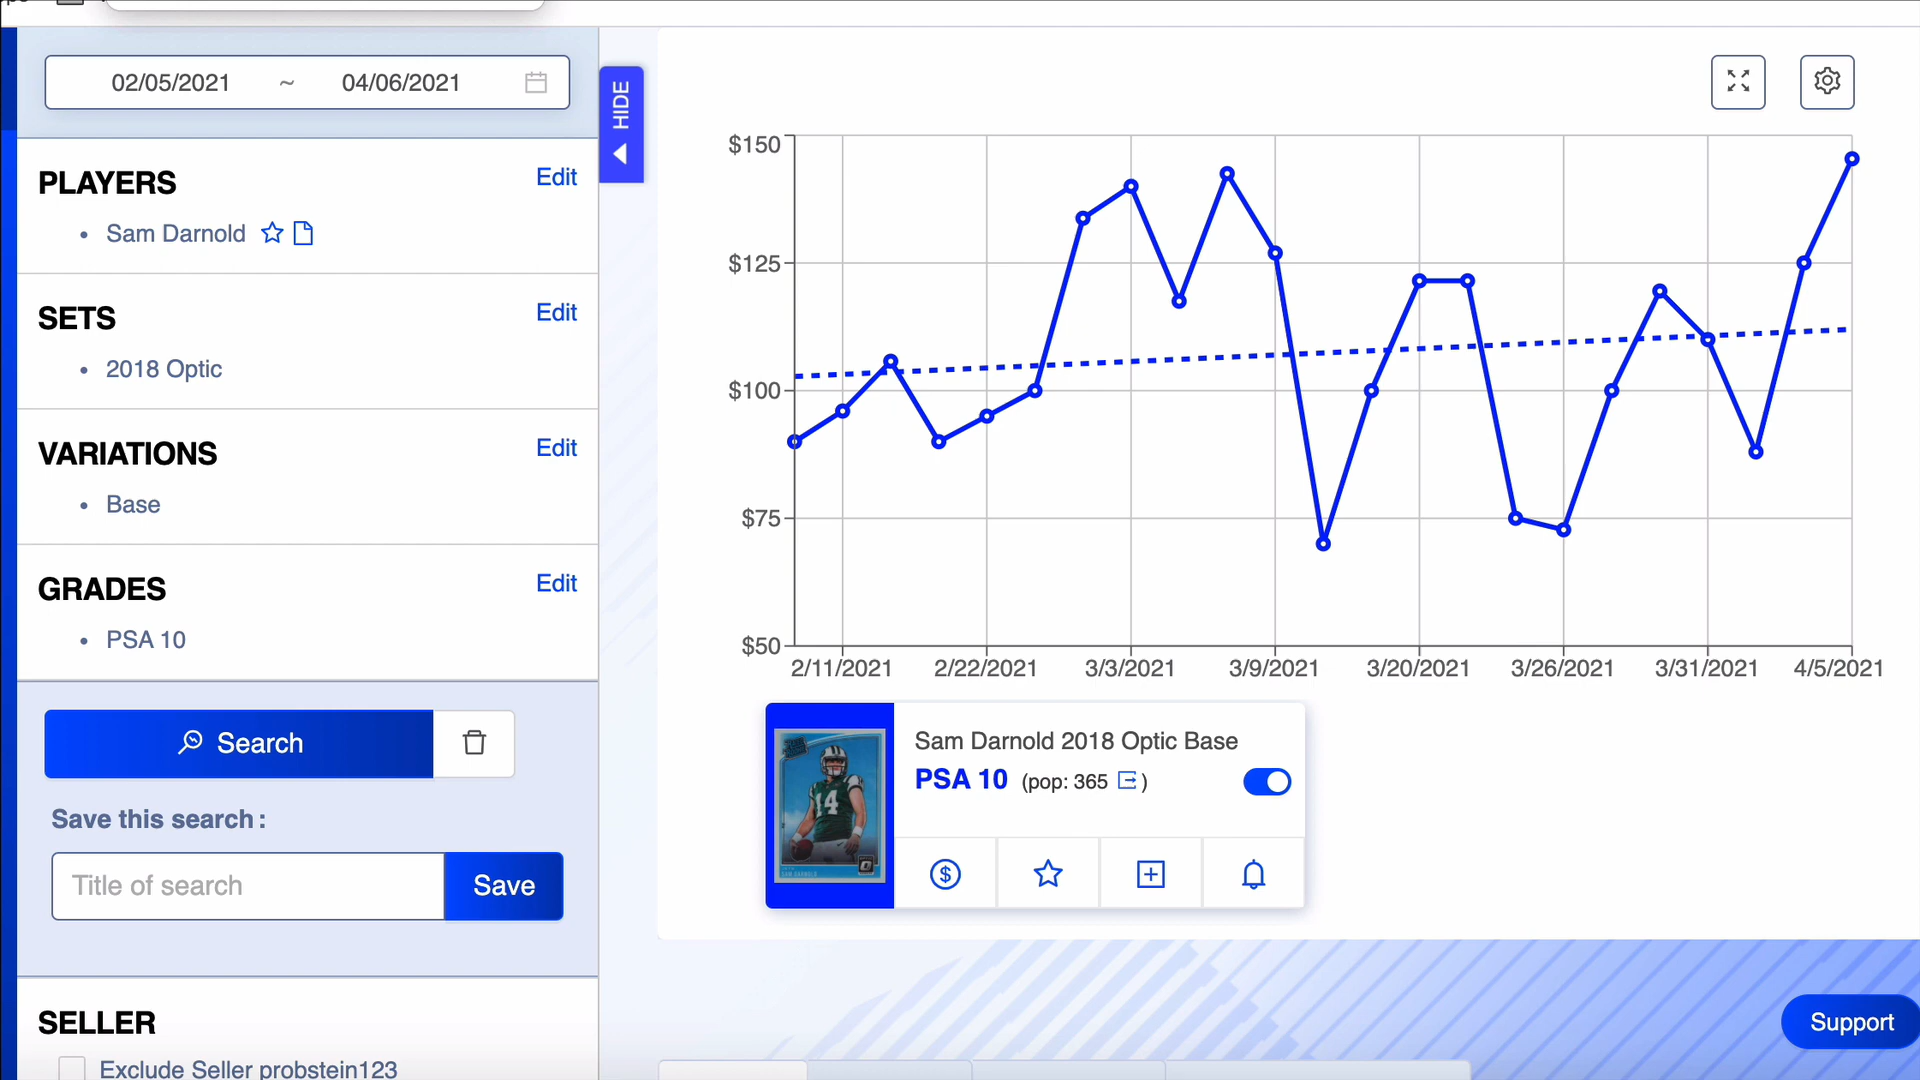 02/05/2021 ~ 04/06/2021
HIDE
PLAYERS Edit
Sam Darnold
SETS Edit
2018 Optic
VARIATIONS Edit
Base
GRADES Edit
PSA 10
Search
Save this search :
Title of search Save
SELLER
Exclude Seller probstein123
$150
$125
$100
$75
$50
2/11/2021 2/22/2021 3/3/2021 3/9/2021 3/20/2021 3/26/2021 3/31/2021 4/5/2021
Sam Darnold 2018 Optic Base
PSA 10 (pop: 365 )
14
SAM DARNOLD
Support